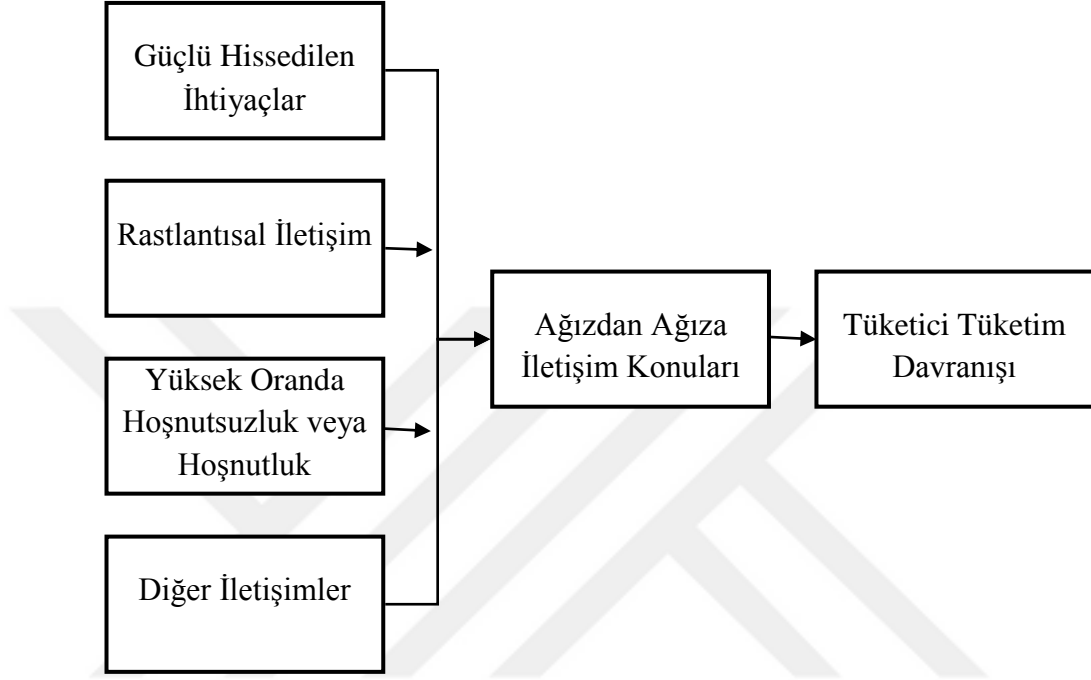 Güçlü Hissedilen
İhtiyaçlar
Rastlantısal İletişim
Yüksek Oranda
Hoşnutsuzluk veya
Hoşnutluk
Diğer İletişimler
Ağızdan Ağıza
İletişim Konuları
Tüketici Tüketim
Davranışı